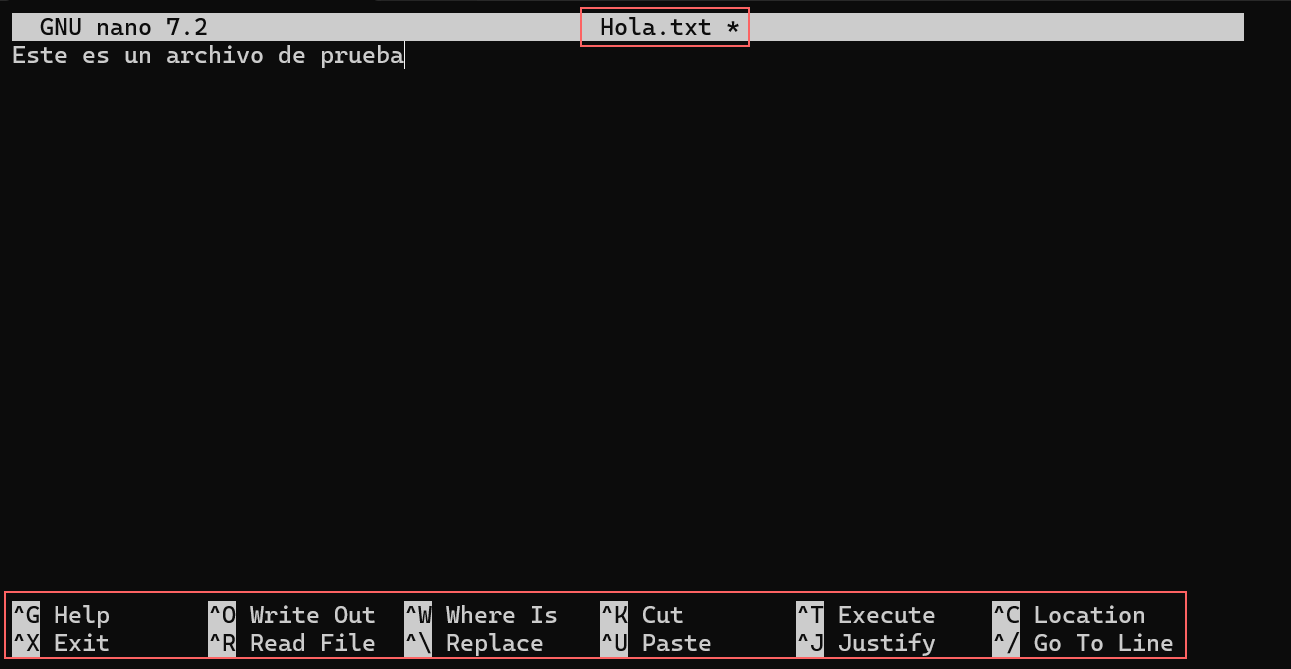 GNU nano 7.2 Hola.txt *
Este es un archivo de prueba
^G Help ^O Write Out ^W Where Is ^K Cut ^T Execute ^C Location
^X Exit ^R Read File ^\ Replace ^U Paste ^J Justify ^/ Go To Line